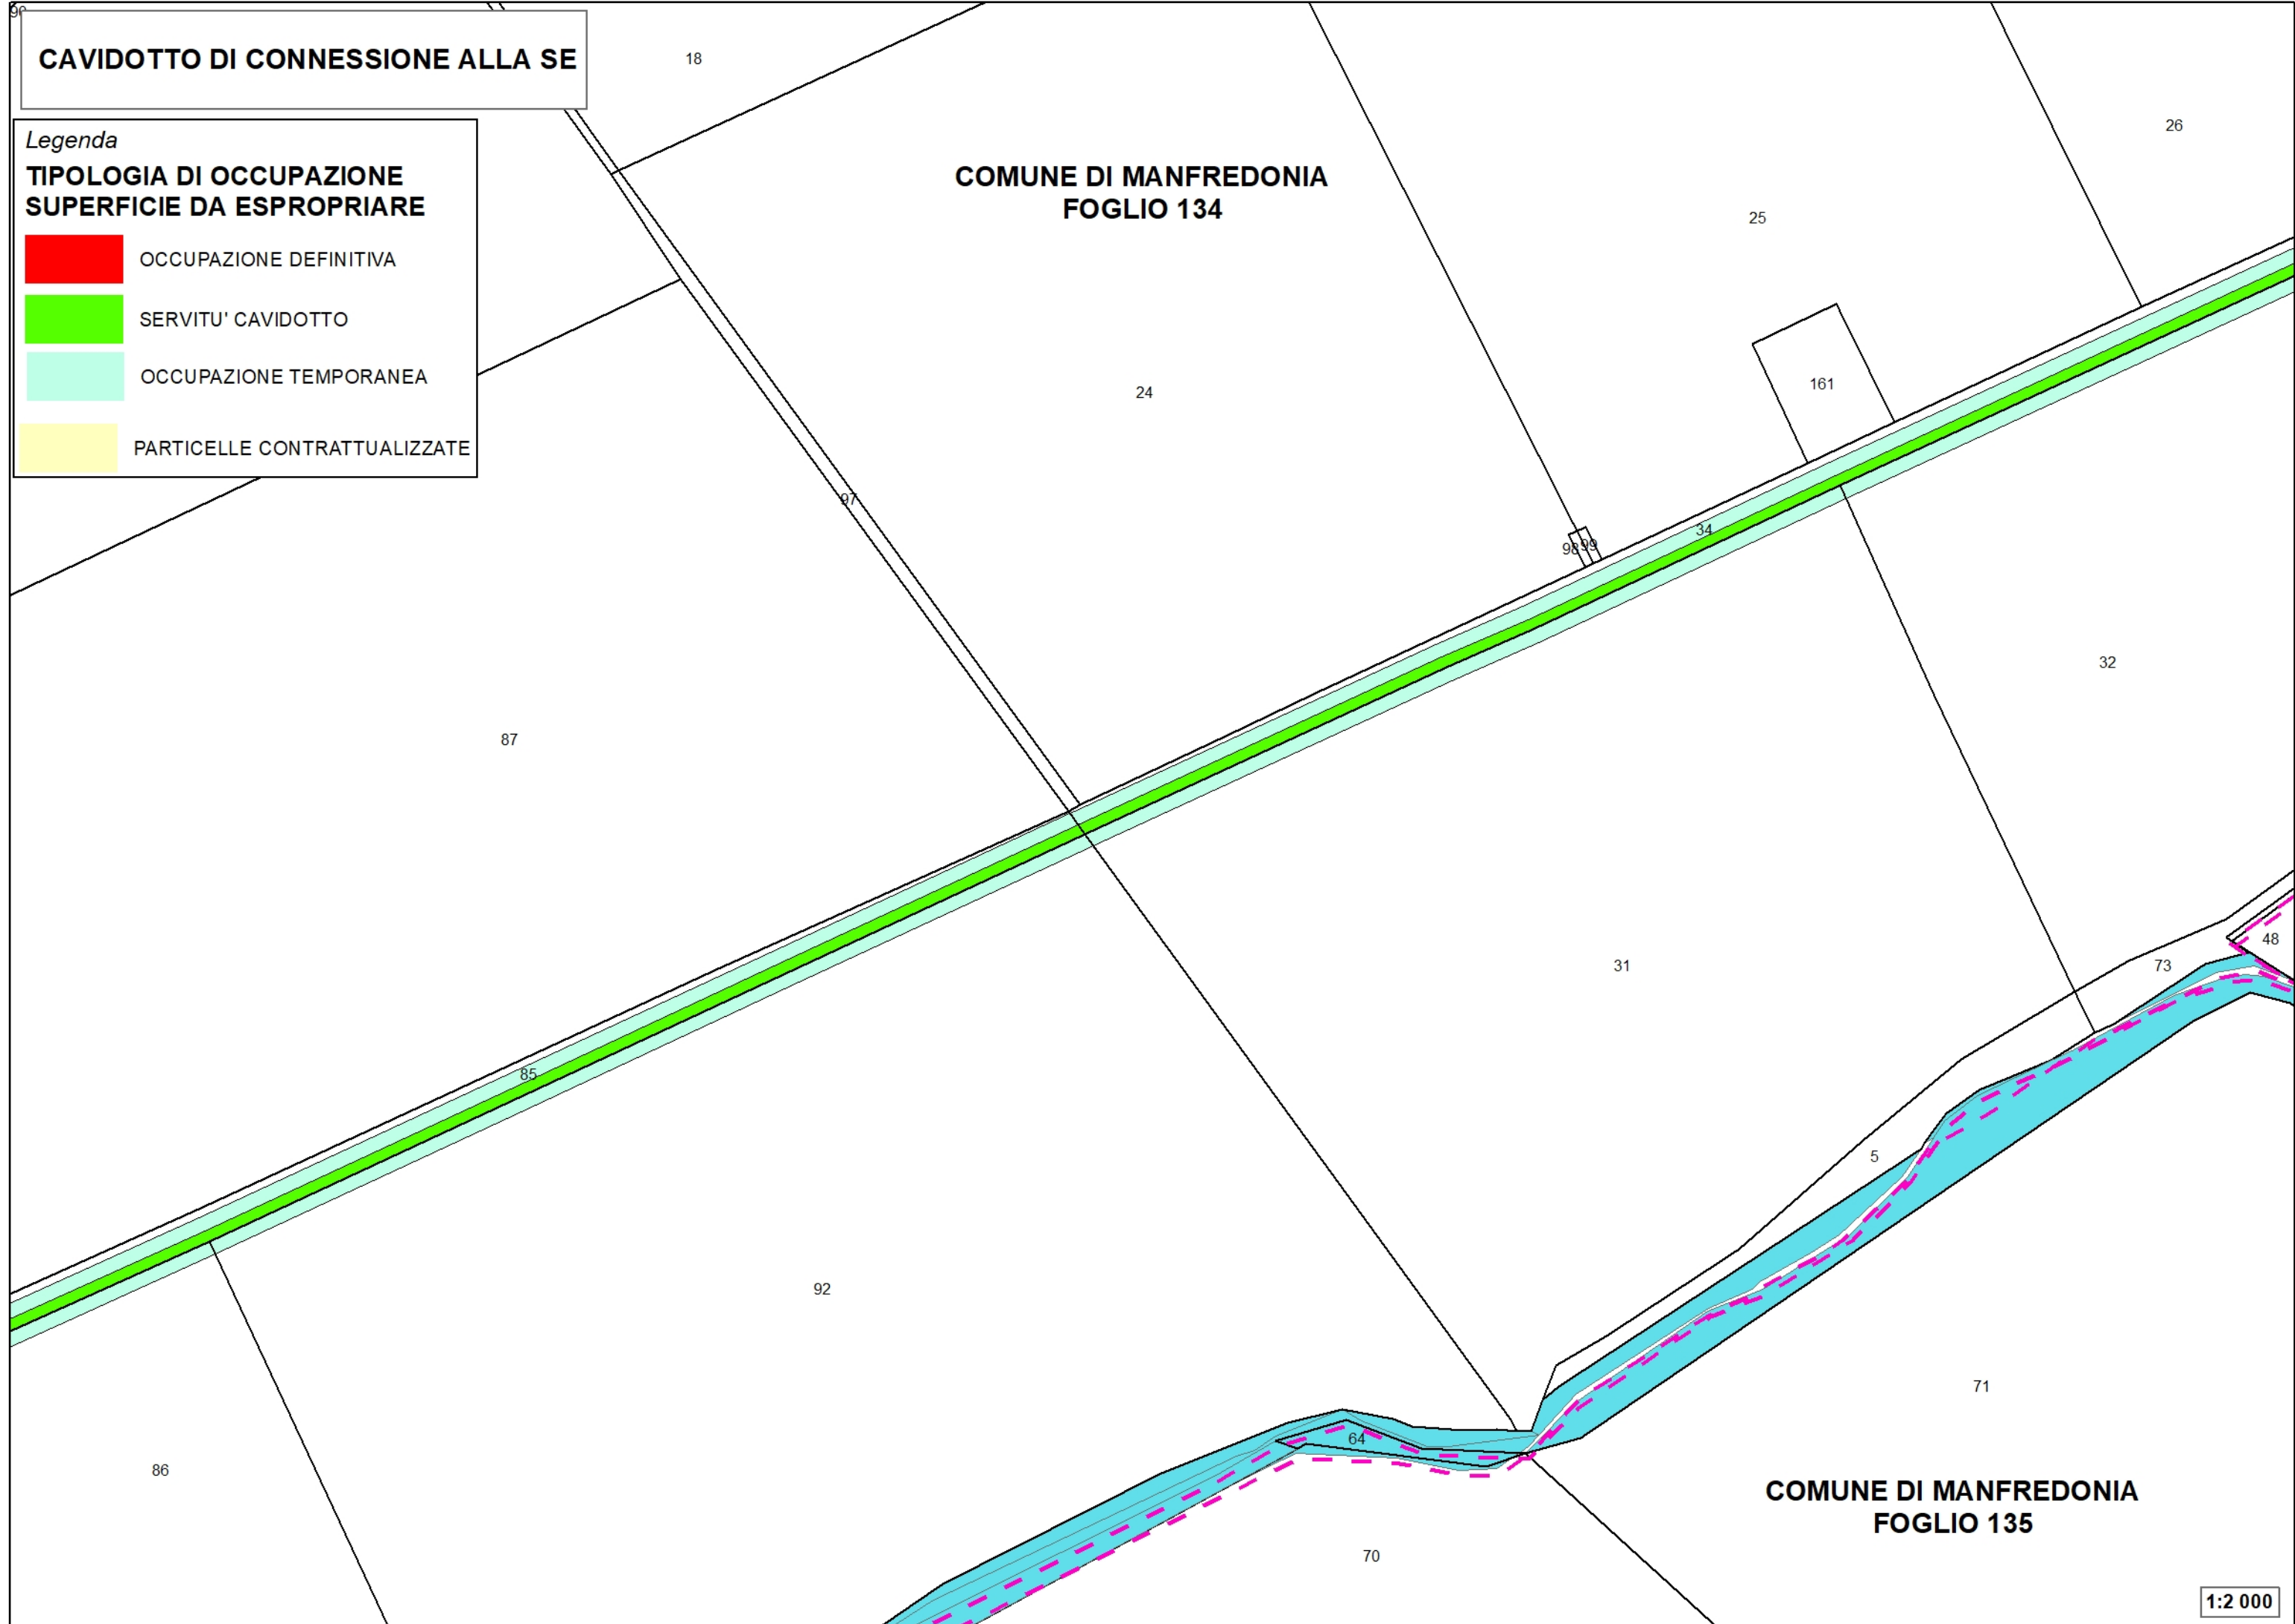 CAVIDOTTO DI CONNESSIONE ALLA SE
Legenda
TIPOLOGIA DI OCCUPAZIONE
SUPERFICIE DA ESPROPRIARE
OCCUPAZIONE DEFINITIVA
SERVITU' CAVIDOTTO
OCCUPAZIONE TEMPORANEA
PARTICELLE CONTRATTUALIZZATE
18
COMUNE DI MANFREDONIA
FOGLIO 134
26
25
24
161
97
34
98
99
32
87
31
73
48
85
5
92
71
64
86
70
COMUNE DI MANFREDONIA
FOGLIO 135
1:2 000